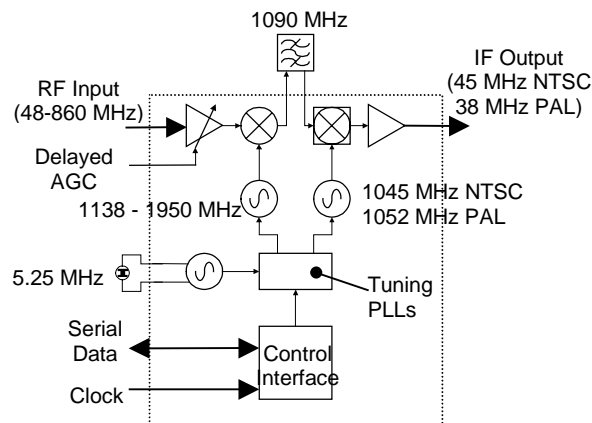 1090 MHz
RF Input
(48-860 MHz)
IF Output
(45 MHz NTSC
38 MHz PAL)
Delayed
AGC
1138 - 1950 MHz
1045 MHz NTSC
1052 MHz PAL
5.25 MHz
Tuning
PLLs
Serial
Data
Control
Interface
Clock